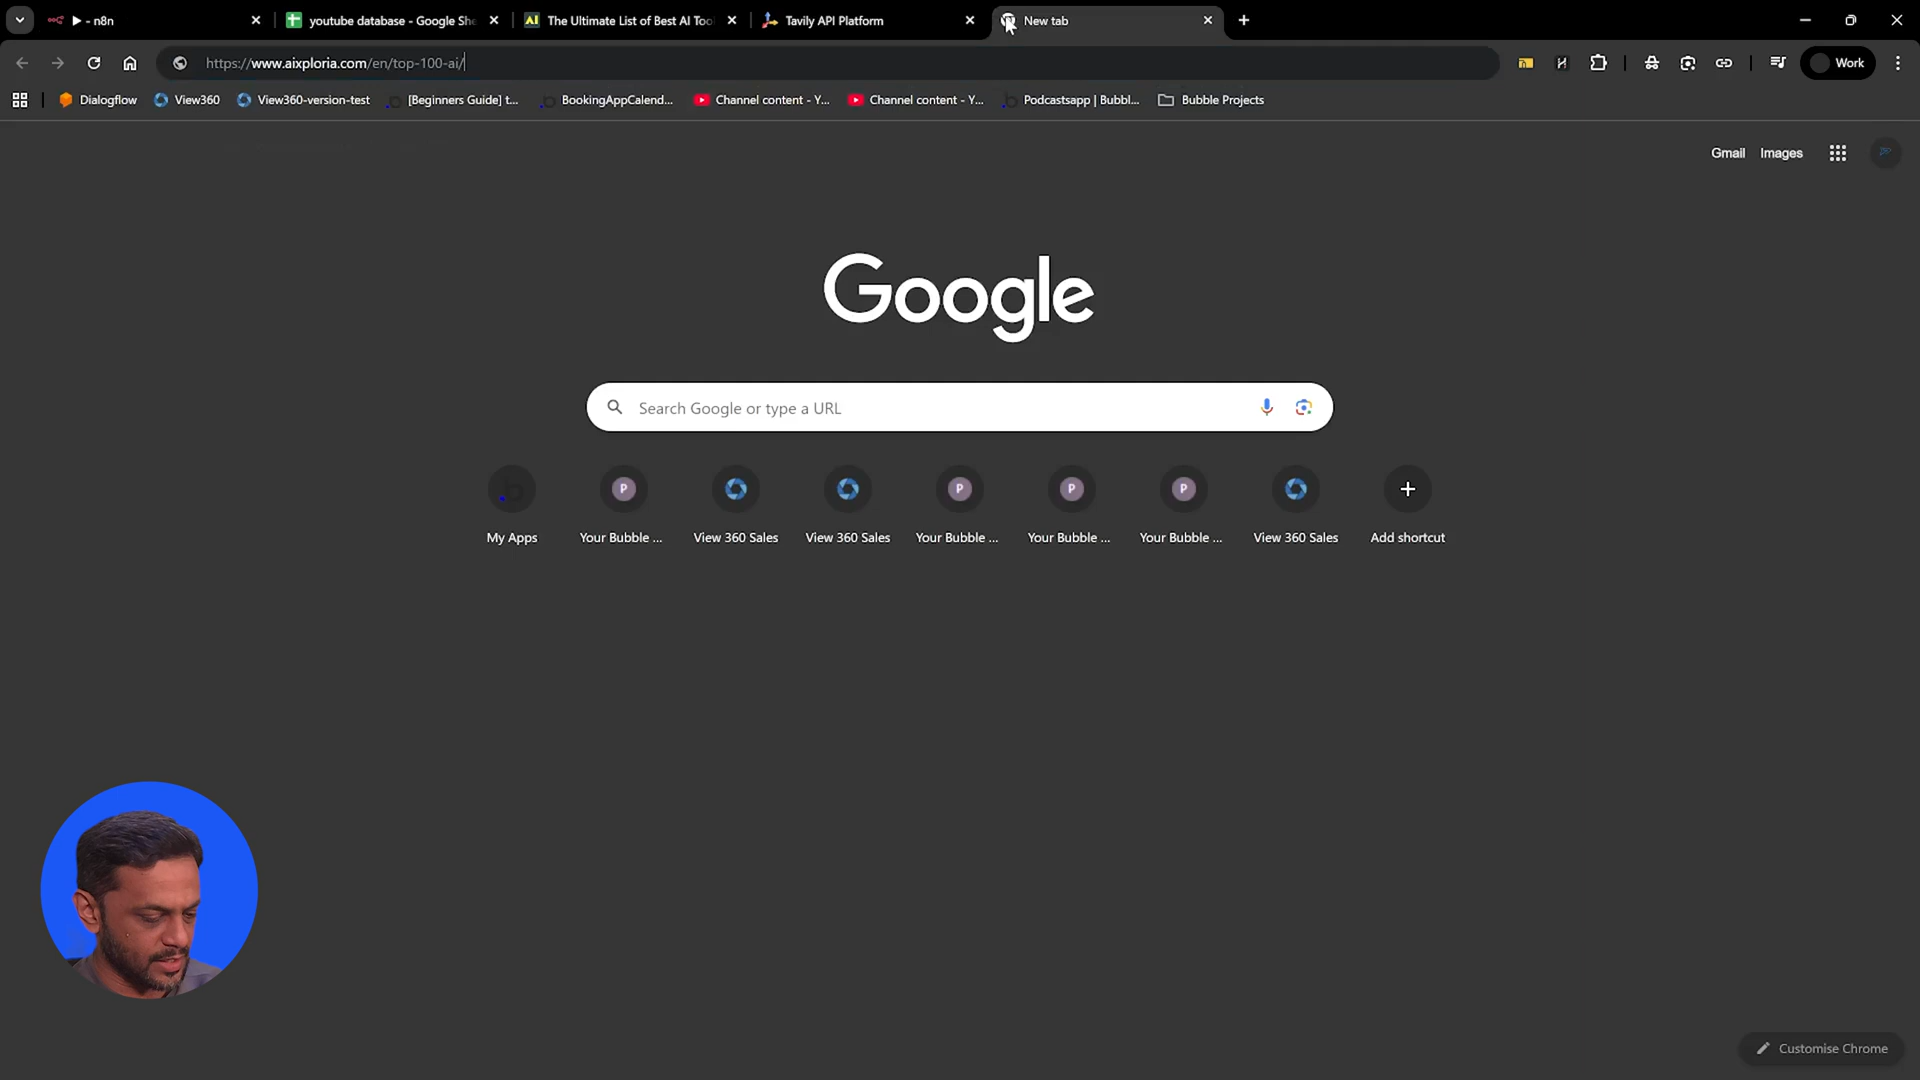 ▶ - n8n
youtube database - Google She
The Ultimate List of Best AI Too
Tavily API Platform
New tab
https://www.aixploria.com/en/top-100-ai/
Work
Dialogflow
View360
View360-version-test
[Beginners Guide] t...
BookingAppCalend...
Channel content - Y...
Channel content - Y...
Podcastsapp | Bubbl...
Bubble Projects
Gmail
Images
Google
Search Google or type a URL
My Apps
Your Bubble ...
View 360 Sales
View 360 Sales
Your Bubble ...
Your Bubble ...
Your Bubble ...
View 360 Sales
Add shortcut
Customise Chrome